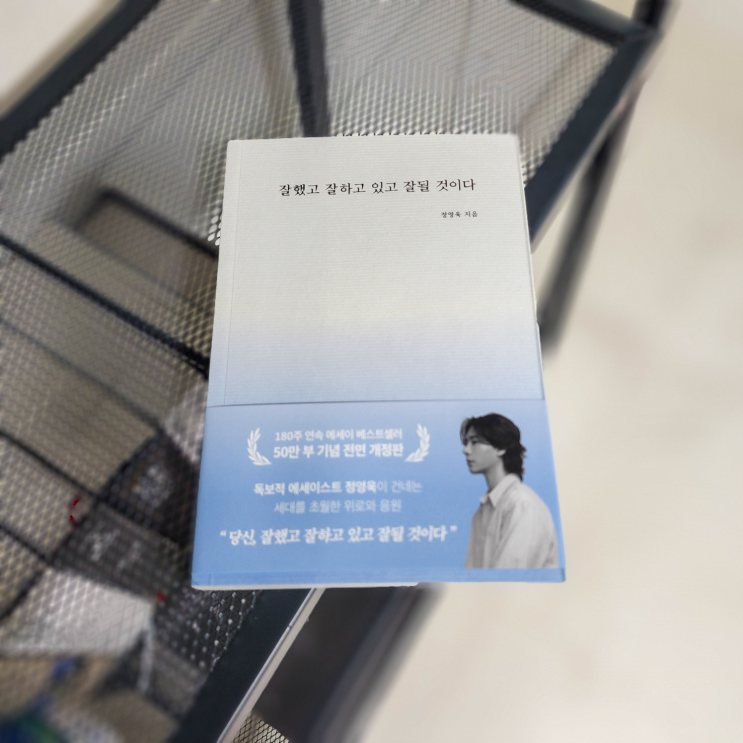 잘했고 잘하고 있고 잘될 것이다
정영욱 지음
180주 연속 에세이 베스트셀러
50만 부 기념 전면 개정판
독보적 에세이스트 정영욱이 건네는
세대를 초월한 위로와 응원
“ 당신, 잘했고 잘하고 있고 잘될 것이다 ”